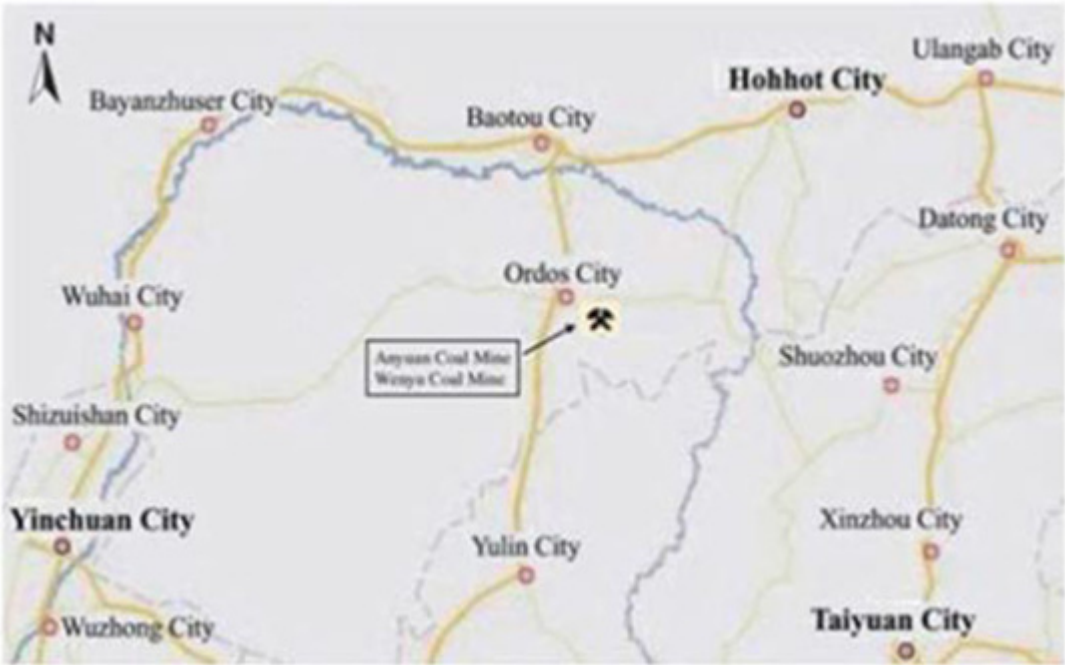 N
Ulangab City
Hohhot City
Bayanzhuser City
Baotou City
Datong City
Ordos City
Wuhai City
Anyuan Coal Mine
Wenyu Coal Mine
Shuozhou City
Shizuishan City
Yinchuan City
Xinzhou City
Yulin City
Taiyuan City
Wuzhong City